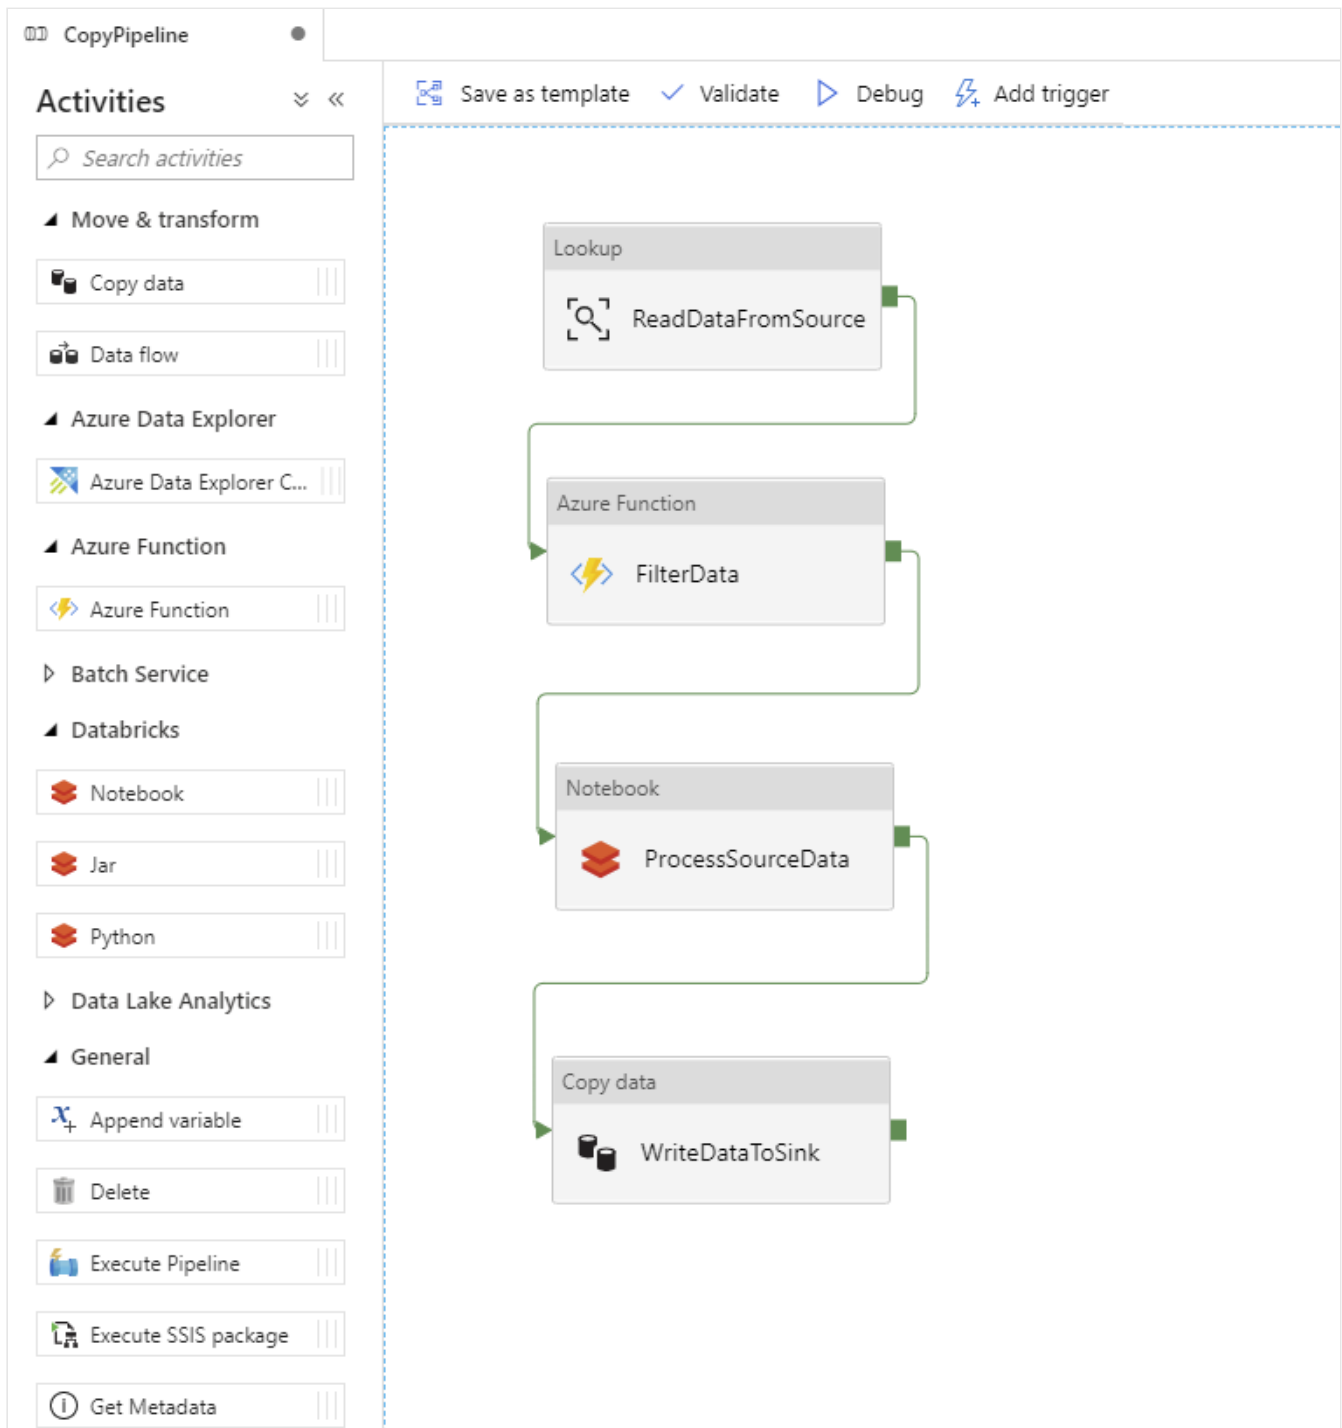 CopyPipeline
Activities
Search activities
Move & transform
Copy data
Data flow
Azure Data Explorer
Azure Data Explorer C...
Azure Function
Azure Function
Batch Service
Databricks
Notebook
Jar
Python
Data Lake Analytics
General
Append variable
Delete
Execute Pipeline
Execute SSIS package
Get Metadata
Save as template Validate Debug Add trigger
Lookup
ReadDataFromSource
Azure Function
FilterData
Notebook
ProcessSourceData
Copy data
WriteDataToSink